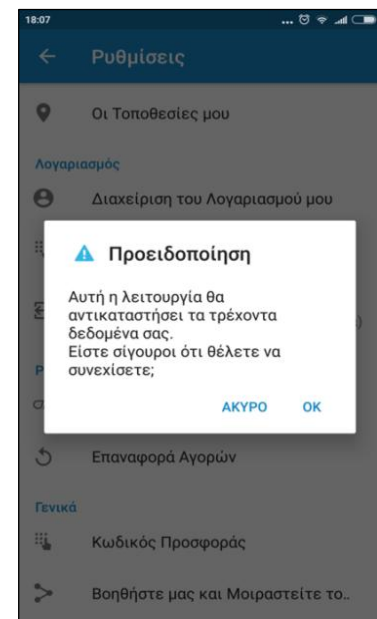 18:07
Ρυθμίσεις
Οι Τοποθεσίες μου
Λογαριασμός
Διαχείριση του Λογαριασμού μου
Προειδοποίηση
Αυτή η λειτουργία θα
αντικαταστήσει τα τρέχοντα
δεδομένα σας.
Είστε σίγουροι ότι θέλετε να
συνεχίσετε;
ΑΚΥΡΟ OK
Επαναφορά Αγορών
Γενικά
Κωδικός Προσφοράς
Βοηθήστε μας και Μοιραστείτε το..